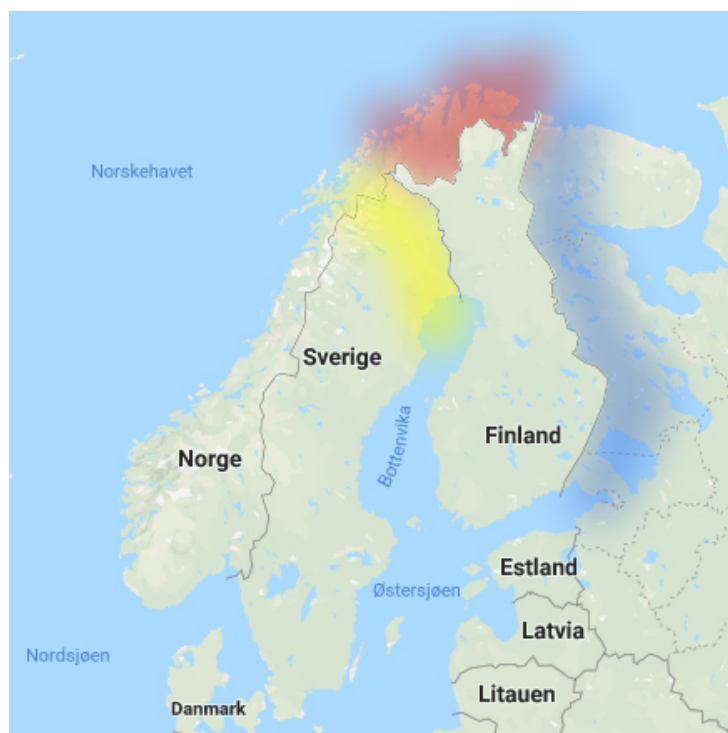 Norskehavet
Sverige
Finland
Bottenvika
Norge
Estland
Østersjøen
Latvia
Nordsjøen
Litauen
Danmark